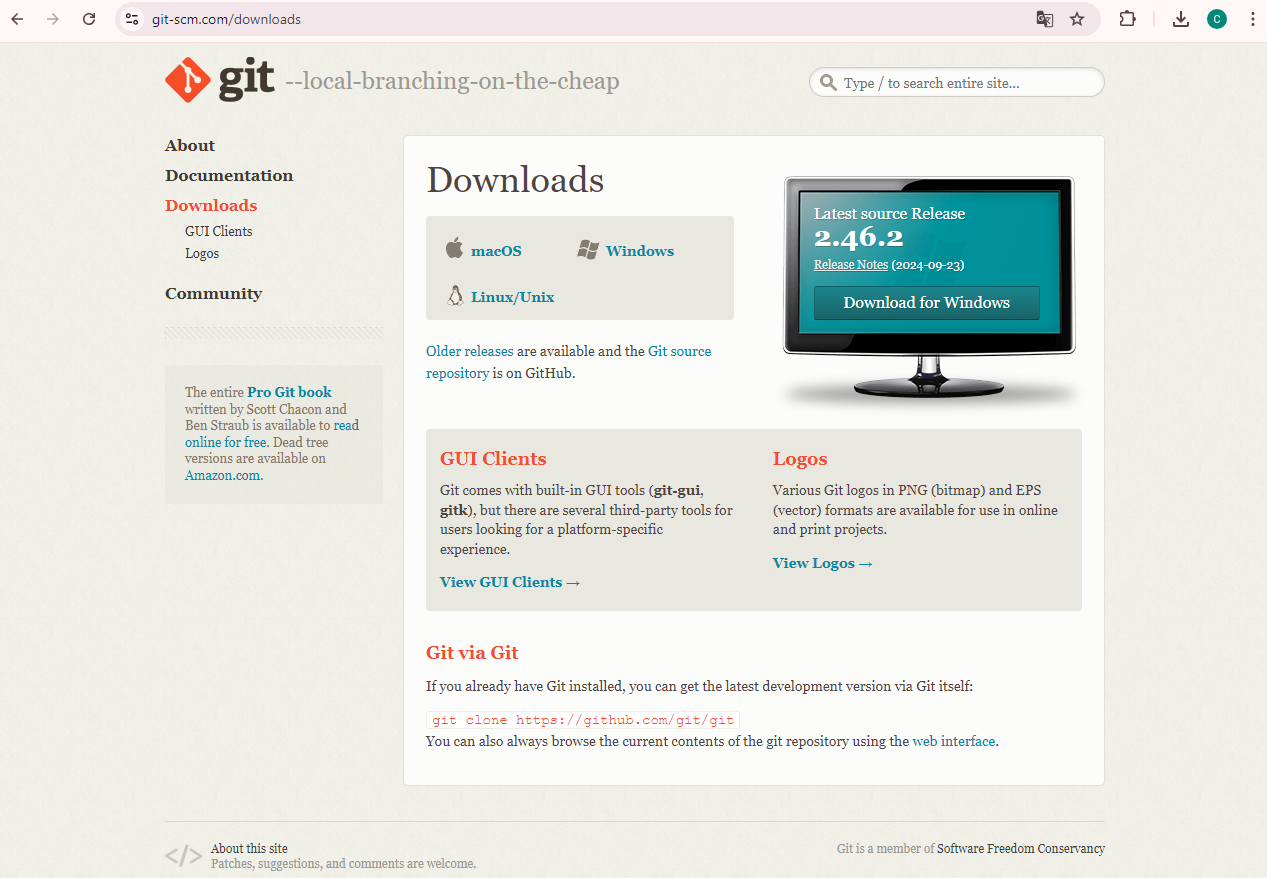 git-scm.com/downloads
C
git --local-branching-on-the-cheap
Type / to search entire site...
About
Documentation
Downloads
GUI Clients
Logos
Community
The entire Pro Git book
written by Scott Chacon and
Ben Straub is available to read
online for free. Dead tree
versions are available on
Amazon.com.
Downloads
macOS
Windows
Linux/Unix
Older releases are available and the Git source
repository is on GitHub.
Latest source Release
2.46.2
Release Notes (2024-09-23)
Download for Windows
GUI Clients
Git comes with built-in GUI tools (git-gui,
gitk), but there are several third-party tools for
users looking for a platform-specific
experience.
View GUI Clients →
Logos
Various Git logos in PNG (bitmap) and EPS
(vector) formats are available for use in online
and print projects.
View Logos →
Git via Git
If you already have Git installed, you can get the latest development version via Git itself:
git clone https://github.com/git/git
You can also always browse the current contents of the git repository using the web interface.
</> About this site
Patches, suggestions, and comments are welcome.
Git is a member of Software Freedom Conservancy